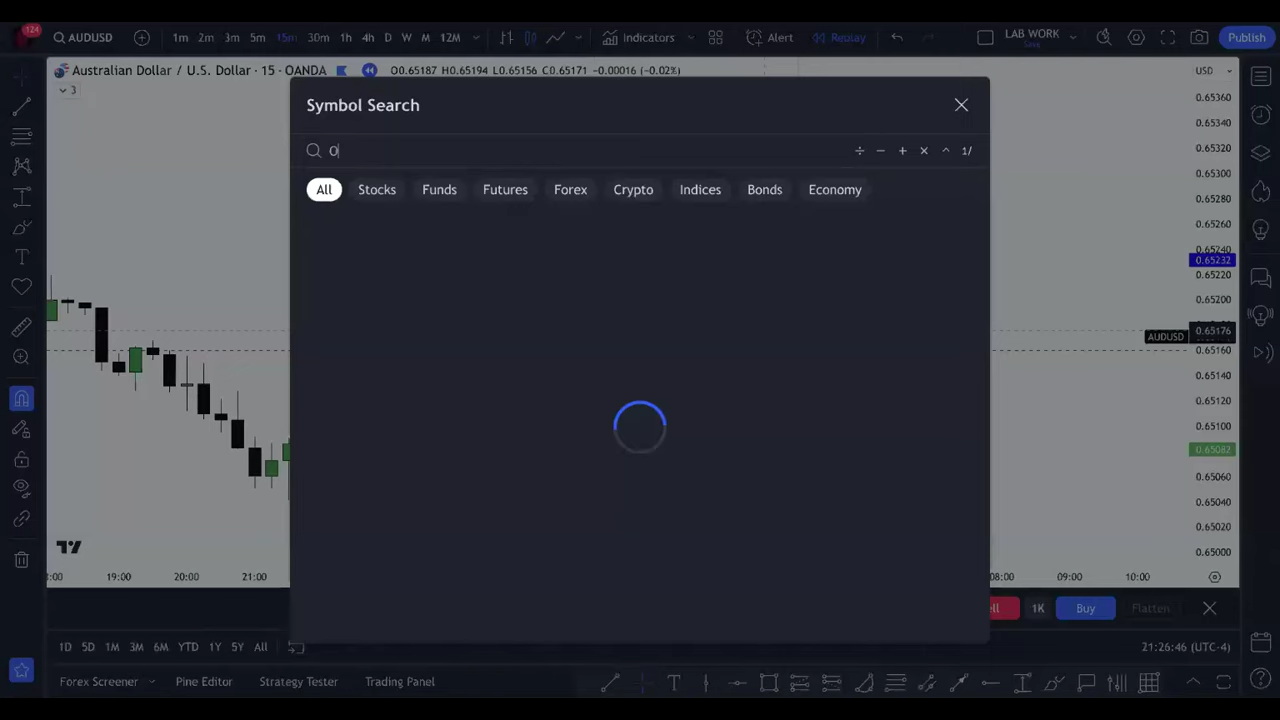 124
AUDUSD
1m 2m 3m 5m 15m 30m 1h 4h D W M 12M
Indicators
Alert
Replay
LAB WORK
Save
Publish
Australian Dollar / U.S. Dollar · 15 · OANDA
O0.65187 H0.65194 L0.65156 C0.65171 −0.00016 (−0.02%)
USD
3
Symbol Search
O
÷ − + × ^ 1/
All Stocks Funds Futures Forex Crypto Indices Bonds Economy
0.65360
0.65340
0.65320
0.65300
0.65280
0.65260
0.65240
0.65232
0.65220
0.65200
AUDUSD 0.65176
0.65160
0.65140
0.65120
0.65100
0.65082
0.65060
0.65040
0.65020
0.65000
:00 19:00 20:00 21:00 08:00 09:00 10:00
ell 1K Buy Flatten
1D 5D 1M 3M 6M YTD 1Y 5Y All
21:26:46 (UTC-4)
Forex Screener Pine Editor Strategy Tester Trading Panel